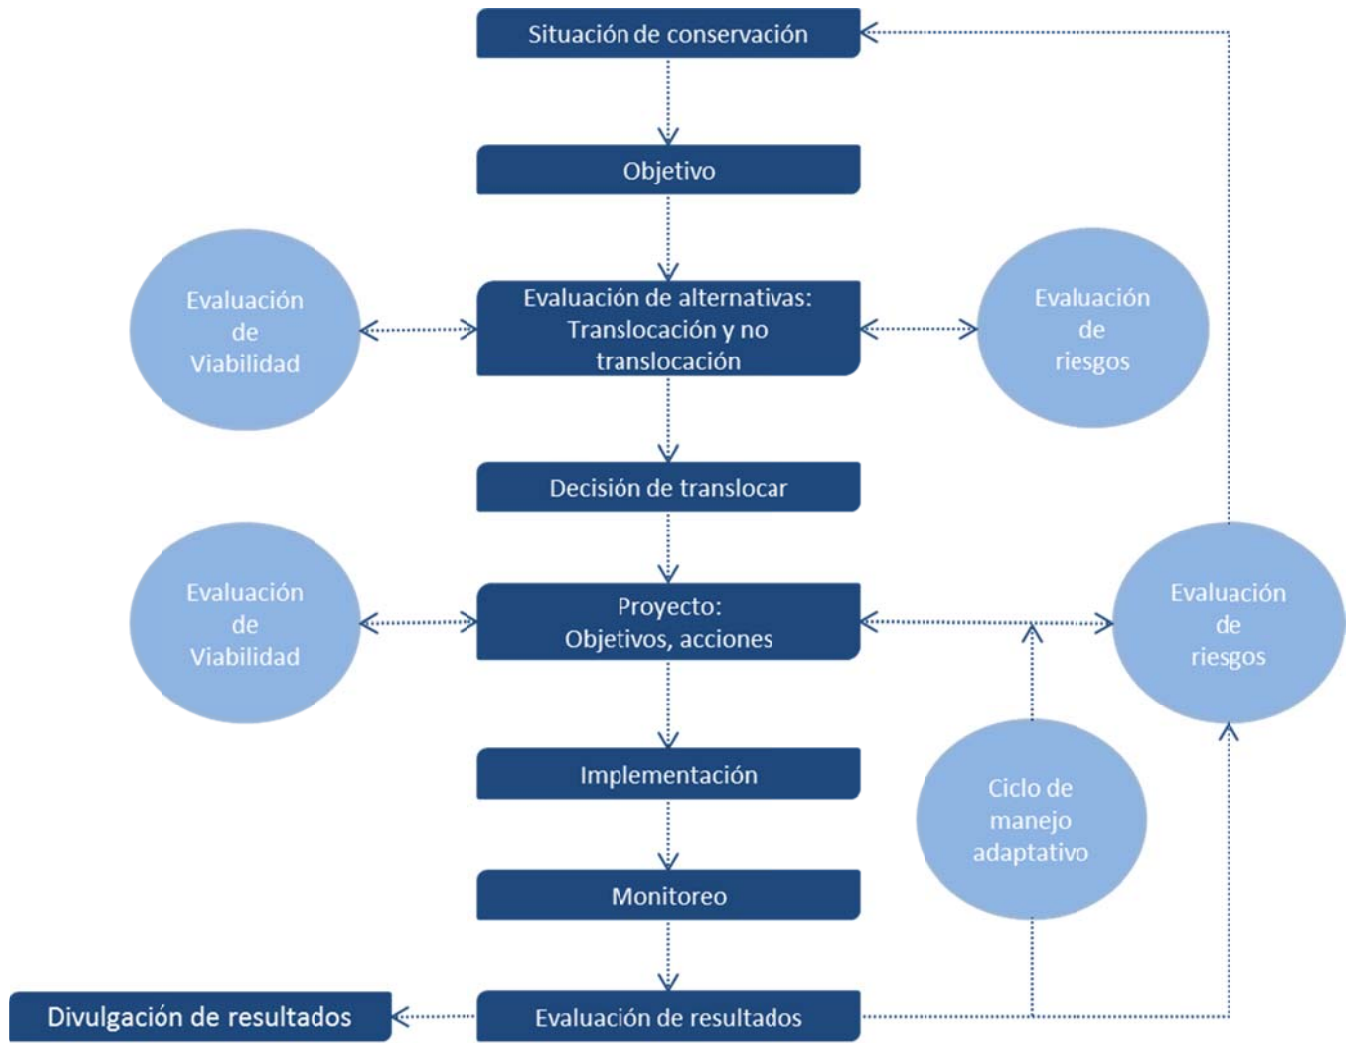 Situación de conservación
Objetivo
Evaluación
de
Viabilidad
Evaluación de alternativas:
Translocación y no
translocación
Evaluación
de
riesgos
Decisión de translocar
Evaluación
de
Viabilidad
Proyecto:
Objetivos, acciones
Evaluación
de
riesgos
Implementación
Ciclo de
manejo
adaptativo
Monitoreo
Divulgación de resultados
Evaluación de resultados